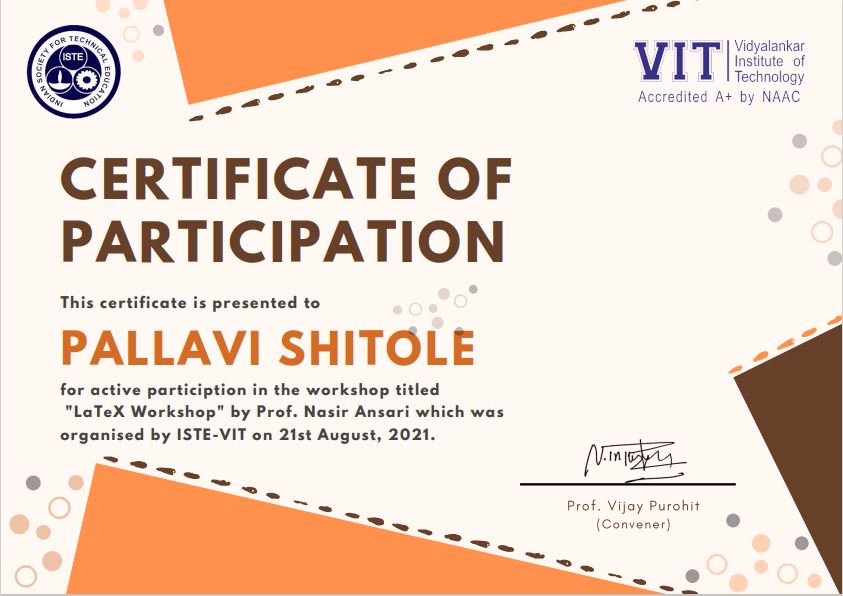 INDIAN SOCIETY FOR TECHNICAL EDUCATION
ISTE
VIT
Vidyalankar
Institute of
Technology
Accredited A+ by NAAC
CERTIFICATE OF
PARTICIPATION
This certificate is presented to
PALLAVI SHITOLE
for active particiption in the workshop titled
"LaTeX Workshop" by Prof. Nasir Ansari which was
organised by ISTE-VIT on 21st August, 2021.
Prof. Vijay Purohit
(Convener)